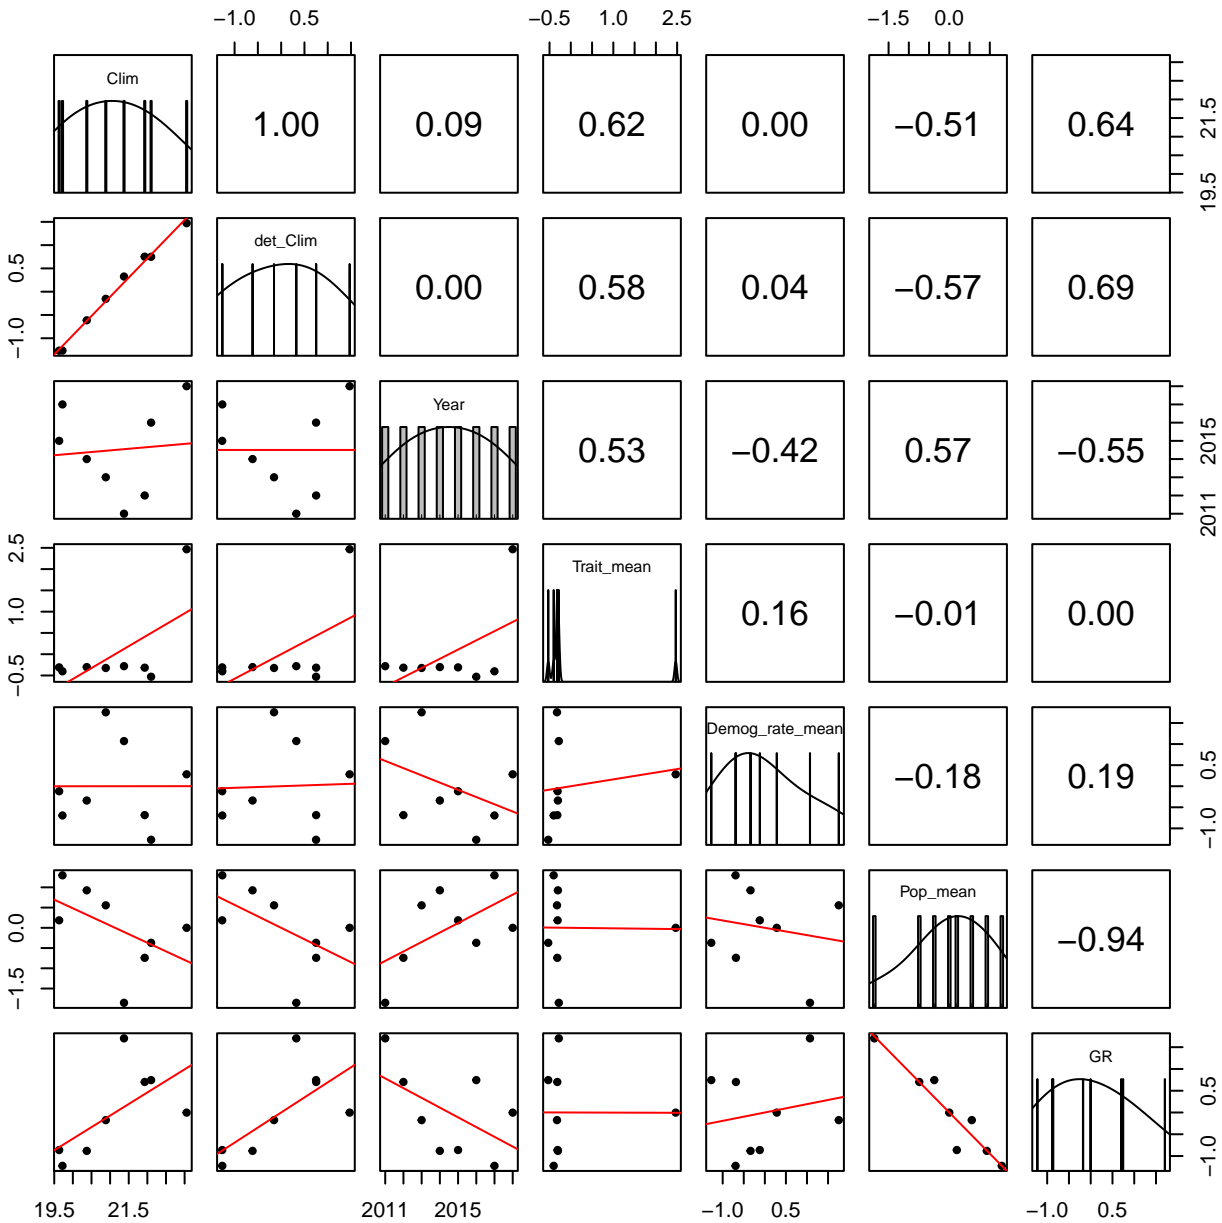 −1.0 0.5 −0.5 1.0 2.5 −1.5 0.0
Clim 1.00 0.09 0.62 0.00 −0.51 0.64 19.5 21.5
−1.0 0.5 det_Clim 0.00 0.58 0.04 −0.57 0.69
Year 0.53 −0.42 0.57 −0.55 2011 2015
−0.5 1.0 2.5 Trait_mean 0.16 −0.01 0.00
Demog_rate_mean −0.18 0.19 −1.0 0.5
−1.5 0.0 Pop_mean −0.94
GR −1.0 0.5
19.5 21.5 2011 2015 −1.0 0.5 −1.0 0.5